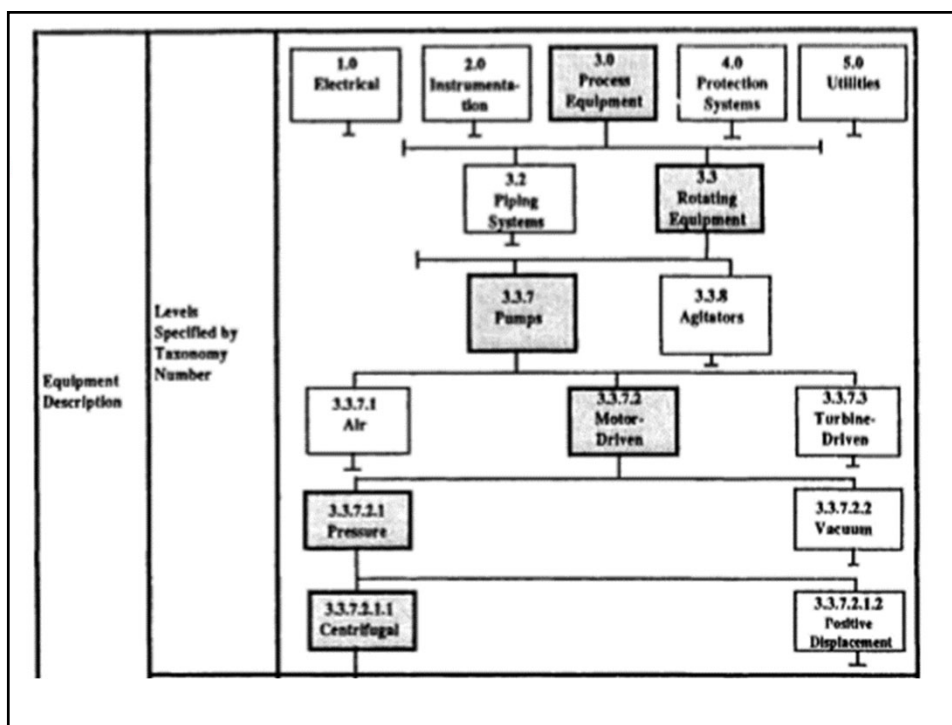 Equipment
Description
Levels
Specified by
Taxonomy
Number
1.0
Electrical
2.0
Instrumenta-
tion
3.0
Process
Equipment
4.0
Protection
Systems
5.0
Utilities
3.2
Piping
Systems
3.3
Rotating
Equipment
3.3.7
Pumps
3.3.8
Agitators
3.3.7.1
Air
3.3.7.2
Motor-
Driven
3.3.7.3
Turbine-
Driven
3.3.7.2.1
Pressure
3.3.7.2.2
Vacuum
3.3.7.2.1.1
Centrifugal
3.3.7.2.1.2
Positive
Displacement